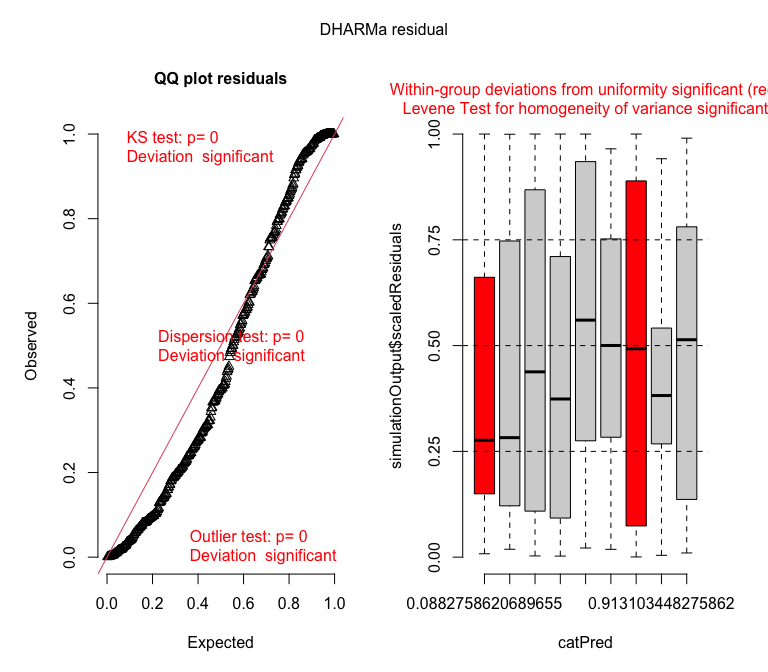 DHARMa residual
QQ plot residuals
KS test: p= 0
Deviation  significant
Dispersion test: p= 0
Deviation  significant
Outlier test: p= 0
Deviation  significant
Observed
0.0
0.2
0.4
0.6
0.8
1.0
0.0
0.2
0.4
0.6
0.8
1.0
Expected
Within-group deviations from uniformity significant (re
Levene Test for homogeneity of variance significant
simulationOutput$scaledResiduals
0.00
0.25
0.50
0.75
1.00
0.0882758620689655
0.913103448275862
catPred